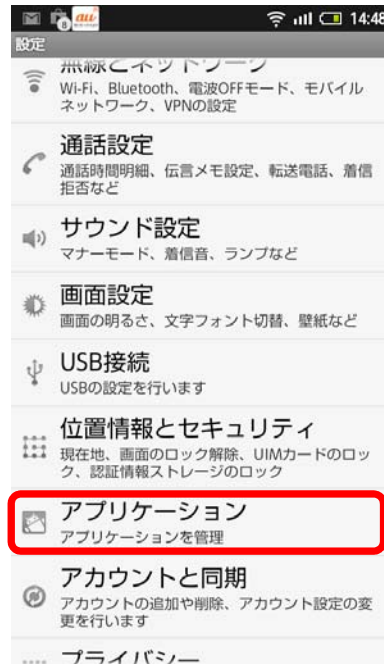 8
au
14:48
設定
無線とネットワーク
Wi-Fi、Bluetooth、電波OFFモード、モバイル
ネットワーク、VPNの設定
通話設定
通話時間明細、伝言メモ設定、転送電話、着信
拒否など
サウンド設定
マナーモード、着信音、ランプなど
画面設定
画面の明るさ、文字フォント切替、壁紙など
USB接続
USBの設定を行います
位置情報とセキュリティ
現在地、画面のロック解除、UIMカードのロッ
ク、認証情報ストレージのロック
アプリケーション
アプリケーションを管理
アカウントと同期
アカウントの追加や削除、アカウント設定の変
更を行います
プライバシー